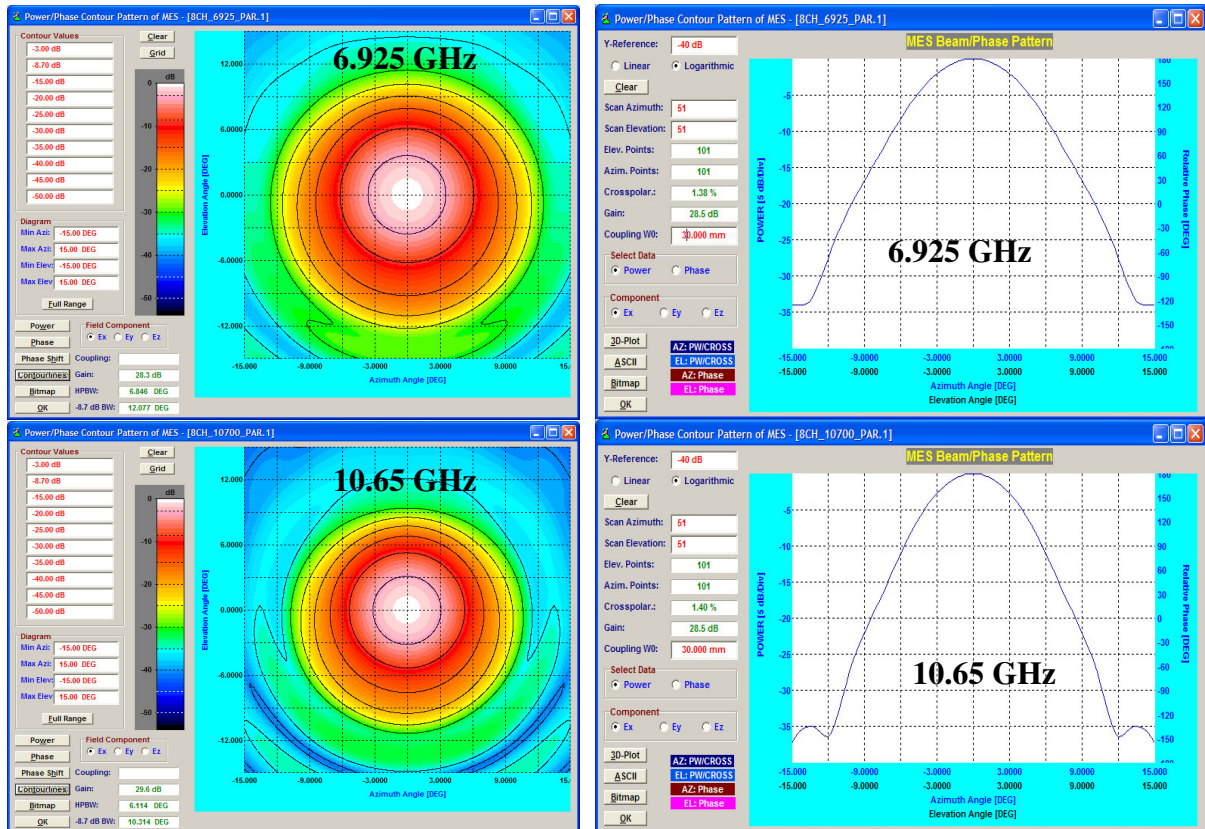 Power/Phase Contour Pattern of MES - [8CH_6925_PAR.1]
Contour Values
-3.00 dB
-8.70 dB
-15.00 dB
-20.00 dB
-25.00 dB
-30.00 dB
-35.00 dB
-40.00 dB
-45.00 dB
-50.00 dB
Clear
Grid
dB
0
-10
-20
-30
-40
-50
Diagram
Min Azi: -15.00 DEG
Max Azi: 15.00 DEG
Min Elev: -15.00 DEG
Max Elev 15.00 DEG
Full Range
Power
Phase
Phase Shift
Contourlines
Bitmap
OK
Field Component
Ex Ey Ez
Coupling:
Gain: 28.3 dB
HPBW: 6.846 DEG
-8.7 dB BW: 12.077 DEG
6.925 GHz
Elevation Angle [DEG]
12.0000
6.0000
0.0000
-6.0000
-12.0000
-15.000 -9.0000 -3.0000 3.0000 9.0000 15.000
Azimuth Angle [DEG]
Power/Phase Contour Pattern of MES - [8CH_6925_PAR.1]
Y-Reference: -40 dB
Linear Logarithmic
Clear
Scan Azimuth: 51
Scan Elevation: 51
Elev. Points: 101
Azim. Points: 101
Crosspolar.: 1.38 %
Gain: 28.5 dB
Coupling W0: 30.000 mm
Select Data
Power Phase
Component
Ex Ey Ez
3D-Plot
ASCII
Bitmap
OK
AZ: PW/CROSS
EL: PW/CROSS
AZ: Phase
EL: Phase
MES Beam/Phase Pattern
POWER [5 dB/Div]
-5
-10
-15
-20
-25
-30
-35
6.925 GHz
180
150
120
90
60
30
0
-30
-60
-90
-120
-150
-180
Relative Phase [DEG]
-15.000 -9.0000 -3.0000 3.0000 9.0000 15.000
Azimuth Angle [DEG]
Elevation Angle [DEG]
Power/Phase Contour Pattern of MES - [8CH_10700_PAR.1]
Contour Values
-3.00 dB
-8.70 dB
-15.00 dB
-20.00 dB
-25.00 dB
-30.00 dB
-35.00 dB
-40.00 dB
-45.00 dB
-50.00 dB
Clear
Grid
dB
0
-10
-20
-30
-40
-50
Diagram
Min Azi: -15.00 DEG
Max Azi: 15.00 DEG
Min Elev: -15.00 DEG
Max Elev 15.00 DEG
Full Range
Power
Phase
Phase Shift
Contourlines
Bitmap
OK
Field Component
Ex Ey Ez
Coupling:
Gain: 29.6 dB
HPBW: 6.114 DEG
-8.7 dB BW: 10.314 DEG
10.65 GHz
Elevation Angle [DEG]
12.0000
6.0000
0.0000
-6.0000
-12.0000
-15.000 -9.0000 -3.0000 3.0000 9.0000 15.000
Azimuth Angle [DEG]
Power/Phase Contour Pattern of MES - [8CH_10700_PAR.1]
Y-Reference: -40 dB
Linear Logarithmic
Clear
Scan Azimuth: 51
Scan Elevation: 51
Elev. Points: 101
Azim. Points: 101
Crosspolar.: 1.40 %
Gain: 28.5 dB
Coupling W0: 30.000 mm
Select Data
Power Phase
Component
Ex Ey Ez
3D-Plot
ASCII
Bitmap
OK
AZ: PW/CROSS
EL: PW/CROSS
AZ: Phase
EL: Phase
MES Beam/Phase Pattern
POWER [5 dB/Div]
-5
-10
-15
-20
-25
-30
-35
10.65 GHz
180
150
120
90
60
30
0
-30
-60
-90
-120
-150
-180
Relative Phase [DEG]
-15.000 -9.0000 -3.0000 3.0000 9.0000 15.000
Azimuth Angle [DEG]
Elevation Angle [DEG]